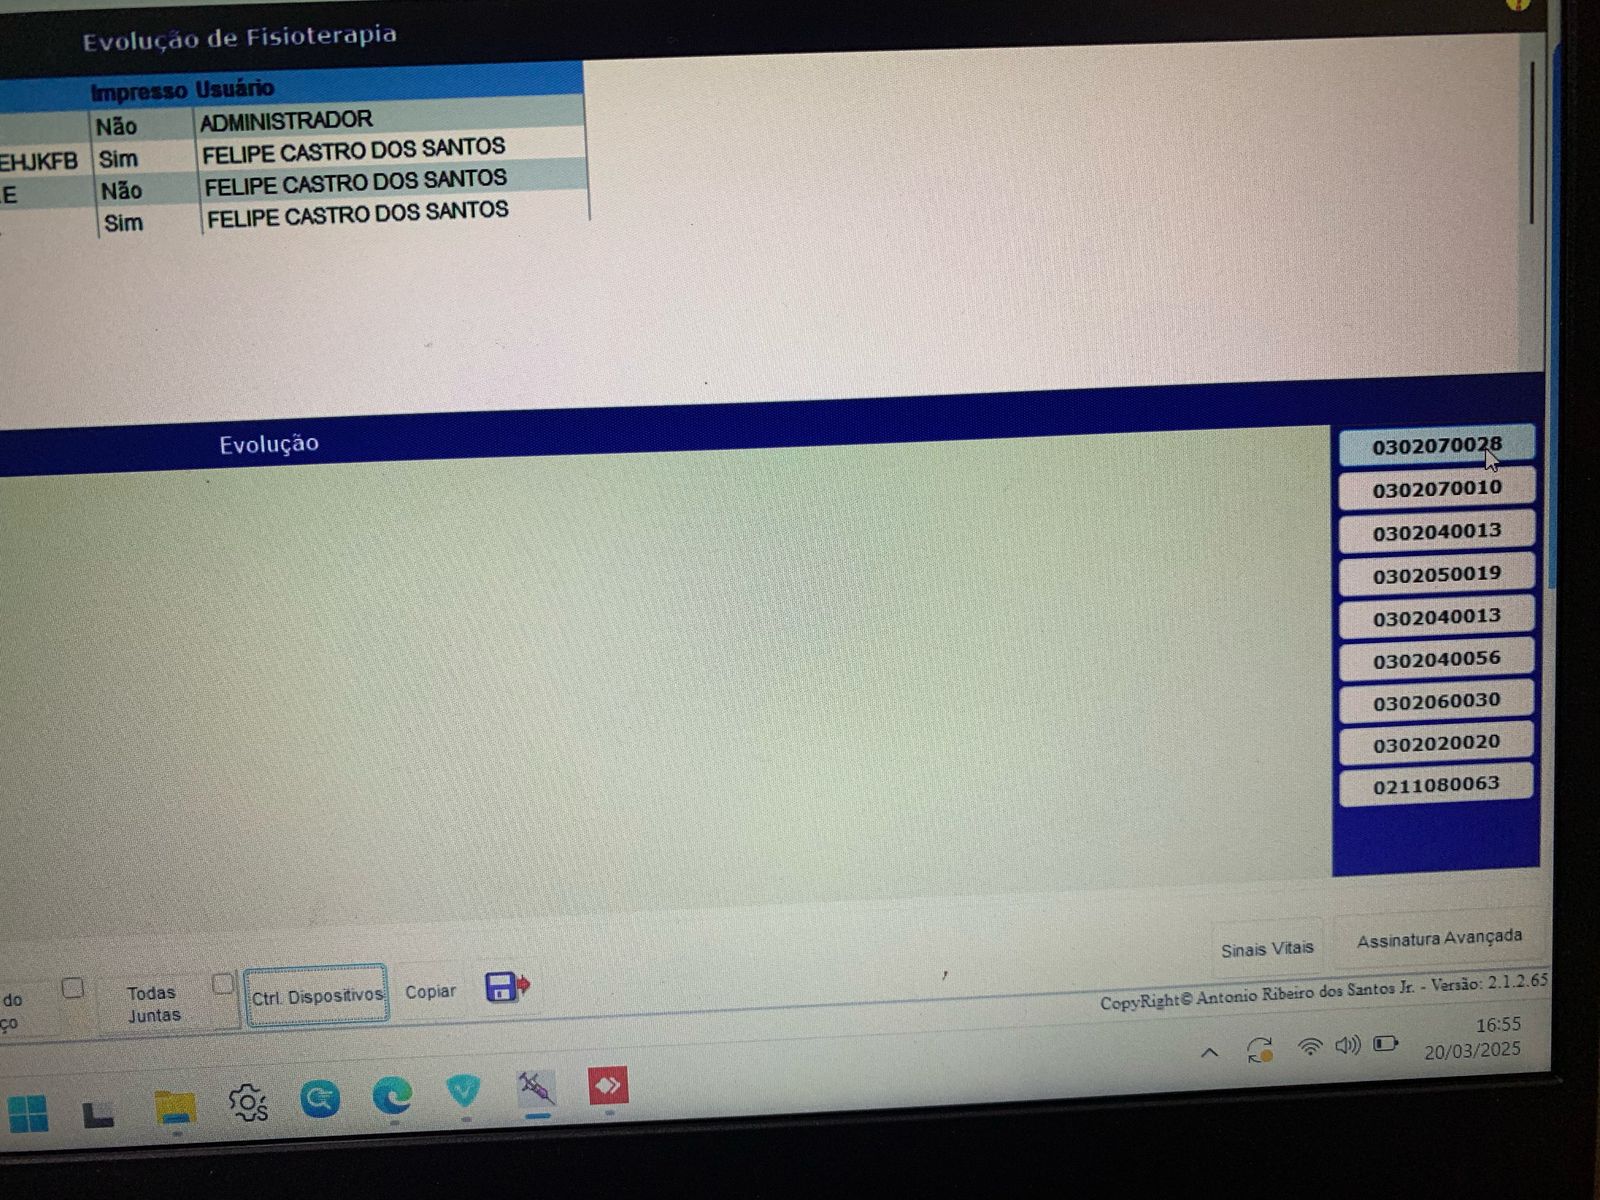 Evolução de Fisioterapia
Impresso Usuário
Não ADMINISTRADOR
EHJKFB Sim FELIPE CASTRO DOS SANTOS
E Não FELIPE CASTRO DOS SANTOS
Sim FELIPE CASTRO DOS SANTOS
Evolução
0302070028
0302070010
0302040013
0302050019
0302040013
0302040056
0302060030
0302020020
0211080063
Sinais Vitais
Assinatura Avançada
do
ço
Todas
Juntas
Ctrl. Dispositivos
Copiar
CopyRight© Antonio Ribeiro dos Santos Jr. - Versão: 2.1.2.65
16:55
20/03/2025